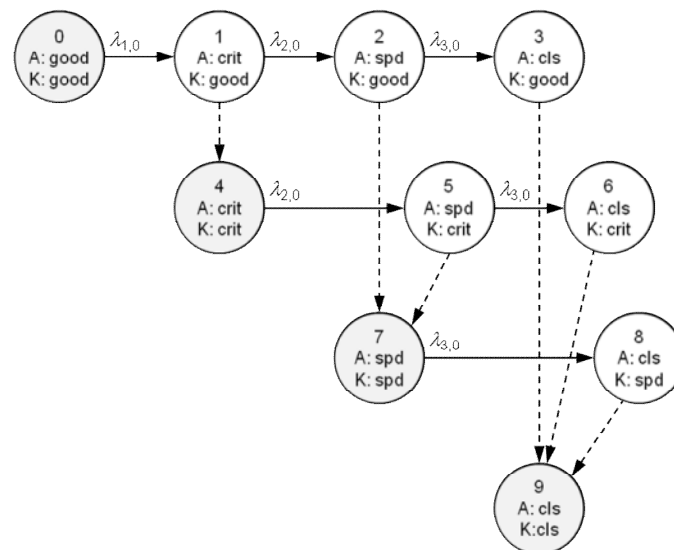 0
A: good
K: good
λ1,0
1
A: crit
K: good
λ2,0
2
A: spd
K: good
λ3,0
3
A: cls
K: good
4
A: crit
K: crit
λ2,0
5
A: spd
K: crit
λ3,0
6
A: cls
K: crit
7
A: spd
K: spd
λ3,0
8
A: cls
K: spd
9
A: cls
K:cls